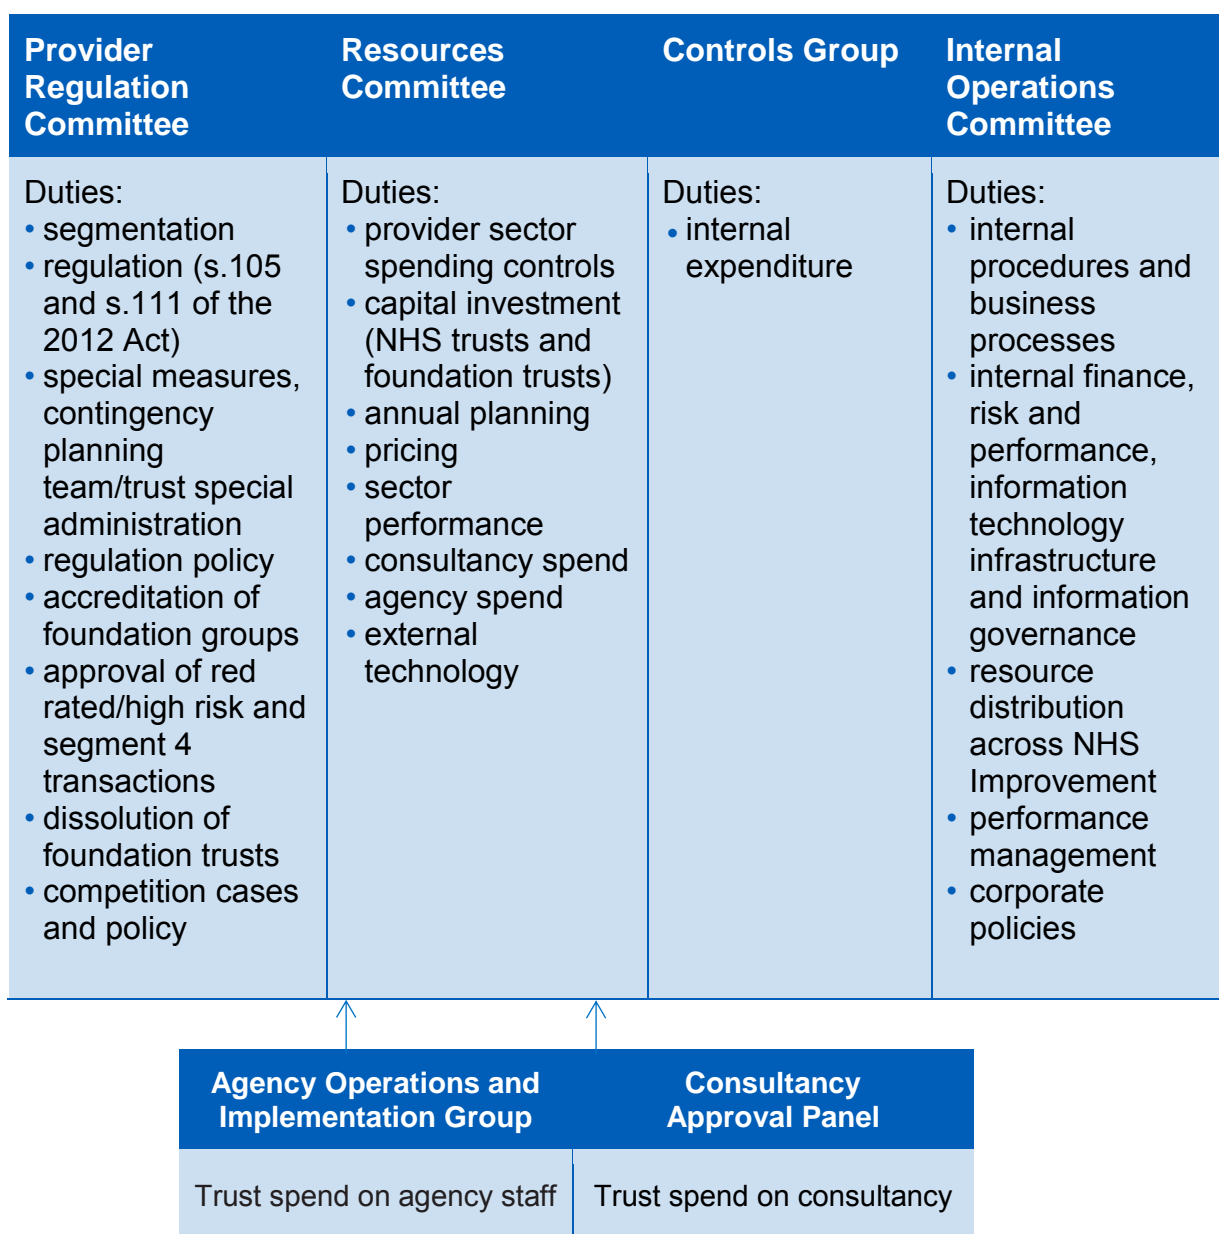 Provider
Regulation
Committee
Resources
Committee
Controls Group
Internal
Operations
Committee
Duties:
• segmentation
• regulation (s.105
and s.111 of the
2012 Act)
• special measures,
contingency
planning
team/trust special
administration
• regulation policy
• accreditation of
foundation groups
• approval of red
rated/high risk and
segment 4
transactions
• dissolution of
foundation trusts
• competition cases
and policy
Duties:
• provider sector
spending controls
• capital investment
(NHS trusts and
foundation trusts)
• annual planning
• pricing
• sector
performance
• consultancy spend
• agency spend
• external
technology
Duties:
• internal
expenditure
Duties:
• internal
procedures and
business
processes
• internal finance,
risk and
performance,
information
technology
infrastructure
and information
governance
• resource
distribution
across NHS
Improvement
• performance
management
• corporate
policies
Agency Operations and
Implementation Group
Consultancy
Approval Panel
Trust spend on agency staff
Trust spend on consultancy